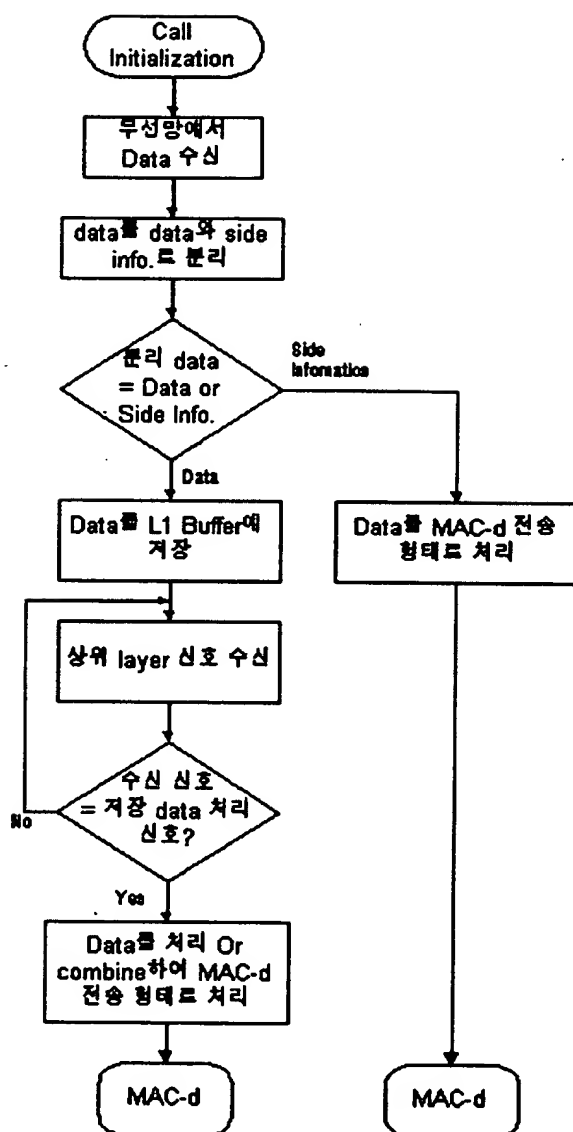 Call
Initialization
무선망에서
Data 수신
data를 data와 side
info.로 분리
분리 data
= Data or
Side Info.
Side
Information
Data
Data를 L1 Buffer에
저장
Data를 MAC-d 전송
형태로 처리
상위 layer 신호 수신
수신 신호
= 저장 data 처리
신호?
No
Yes
Data를 처리 Or
combine하여 MAC-d
전송 형태로 처리
MAC-d
MAC-d